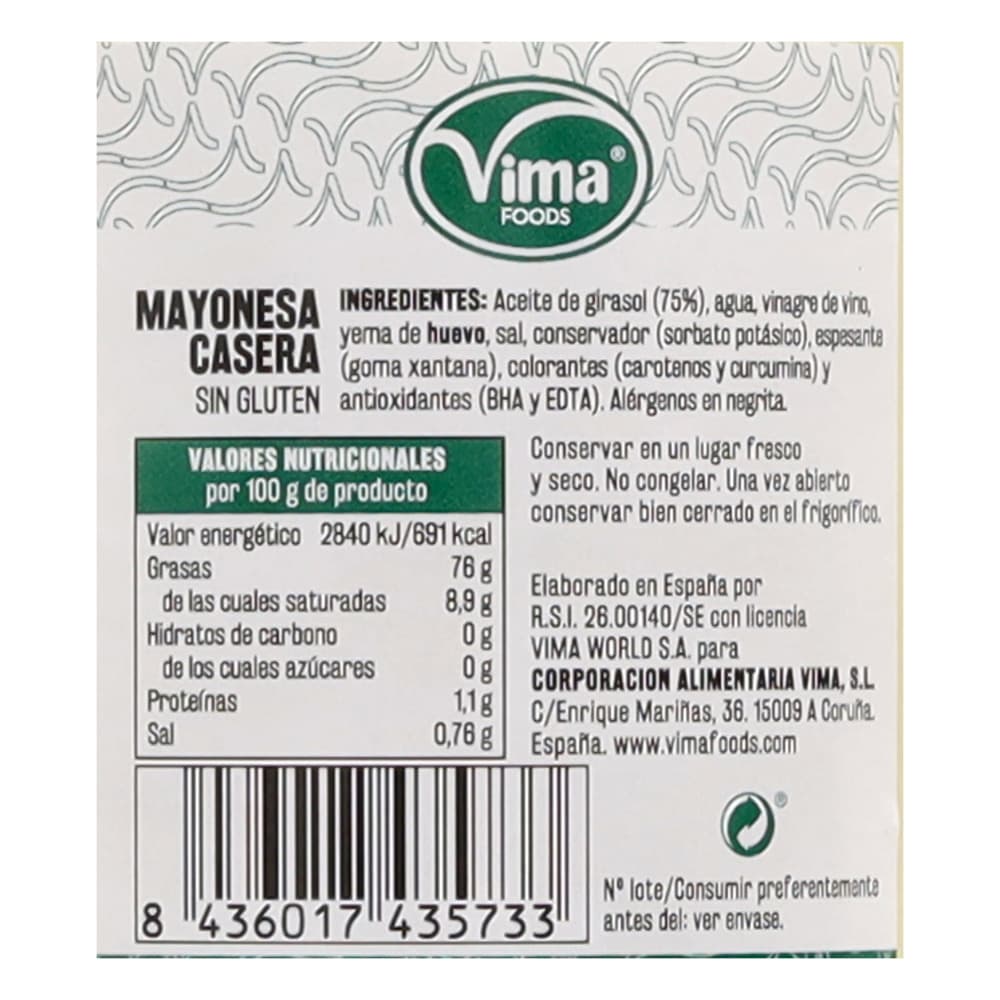 Vima®
FOODS
MAYONESA
CASERA
SIN GLUTEN
INGREDIENTES: Aceite de girasol (75%), agua, vinagre de vino,
yema de huevo, sal, conservador (sorbato potásico), espesante
(goma xantana), colorantes (carotenos y curcumina) y
antioxidantes (BHA y EDTA). Alérgenos en negrita.
VALORES NUTRICIONALES
por 100 g de producto
Valor energético 2840 kJ/691 kcal
Grasas 76 g
de las cuales saturadas 8,9 g
Hidratos de carbono 0 g
de los cuales azúcares 0 g
Proteínas 1,1 g
Sal 0,76 g
Conservar en un lugar fresco
y seco. No congelar. Una vez abierto
conservar bien cerrado en el frigorífico.
Elaborado en España por
R.S.I. 26.00140/SE con licencia
VIMA WORLD S.A. para
CORPORACION ALIMENTARIA VIMA, S.L.
C/Enrique Mariñas, 36. 15009 A Coruña.
España. www.vimafoods.com
®
8 436017 435733
Nº lote/Consumir preferentemente
antes del: ver envase.